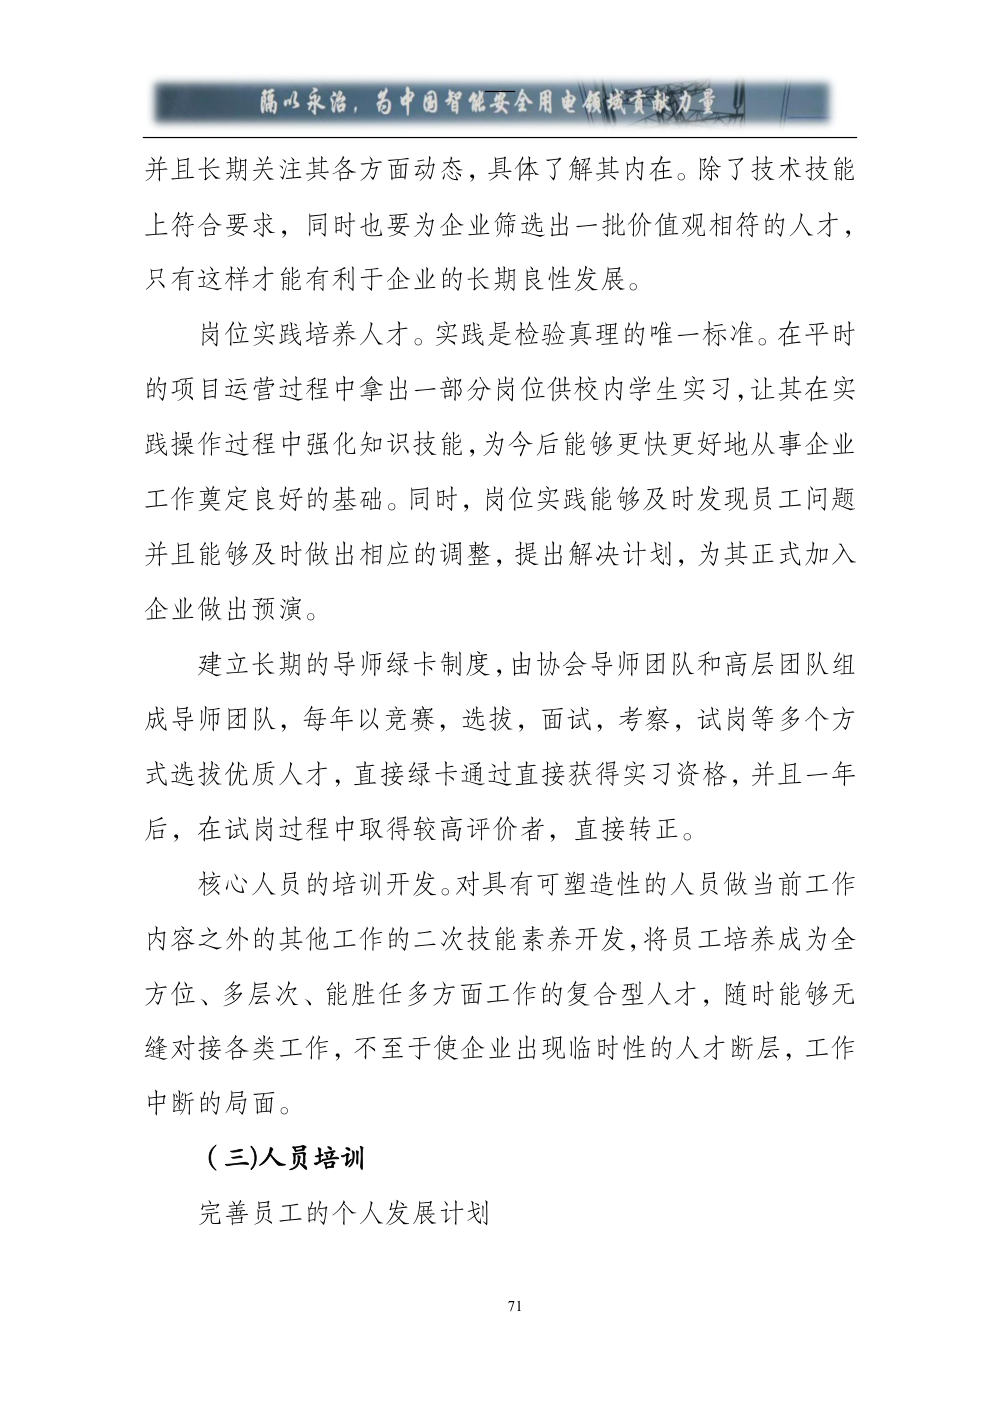 隔以永治，为中国智能安全用电领域贡献力量
并且长期关注其各方面动态，具体了解其内在。除了技术技能
上符合要求，同时也要为企业筛选出一批价值观相符的人才，
只有这样才能有利于企业的长期良性发展。
岗位实践培养人才。实践是检验真理的唯一标准。在平时
的项目运营过程中拿出一部分岗位供校内学生实习，让其在实
践操作过程中强化知识技能，为今后能够更快更好地从事企业
工作奠定良好的基础。同时，岗位实践能够及时发现员工问题
并且能够及时做出相应的调整，提出解决计划，为其正式加入
企业做出预演。
建立长期的导师绿卡制度，由协会导师团队和高层团队组
成导师团队，每年以竞赛，选拔，面试，考察，试岗等多个方
式选拔优质人才，直接绿卡通过直接获得实习资格，并且一年
后，在试岗过程中取得较高评价者，直接转正。
核心人员的培训开发。对具有可塑造性的人员做当前工作
内容之外的其他工作的二次技能素养开发，将员工培养成为全
方位、多层次、能胜任多方面工作的复合型人才，随时能够无
缝对接各类工作，不至于使企业出现临时性的人才断层，工作
中断的局面。
（三)人员培训
完善员工的个人发展计划
71